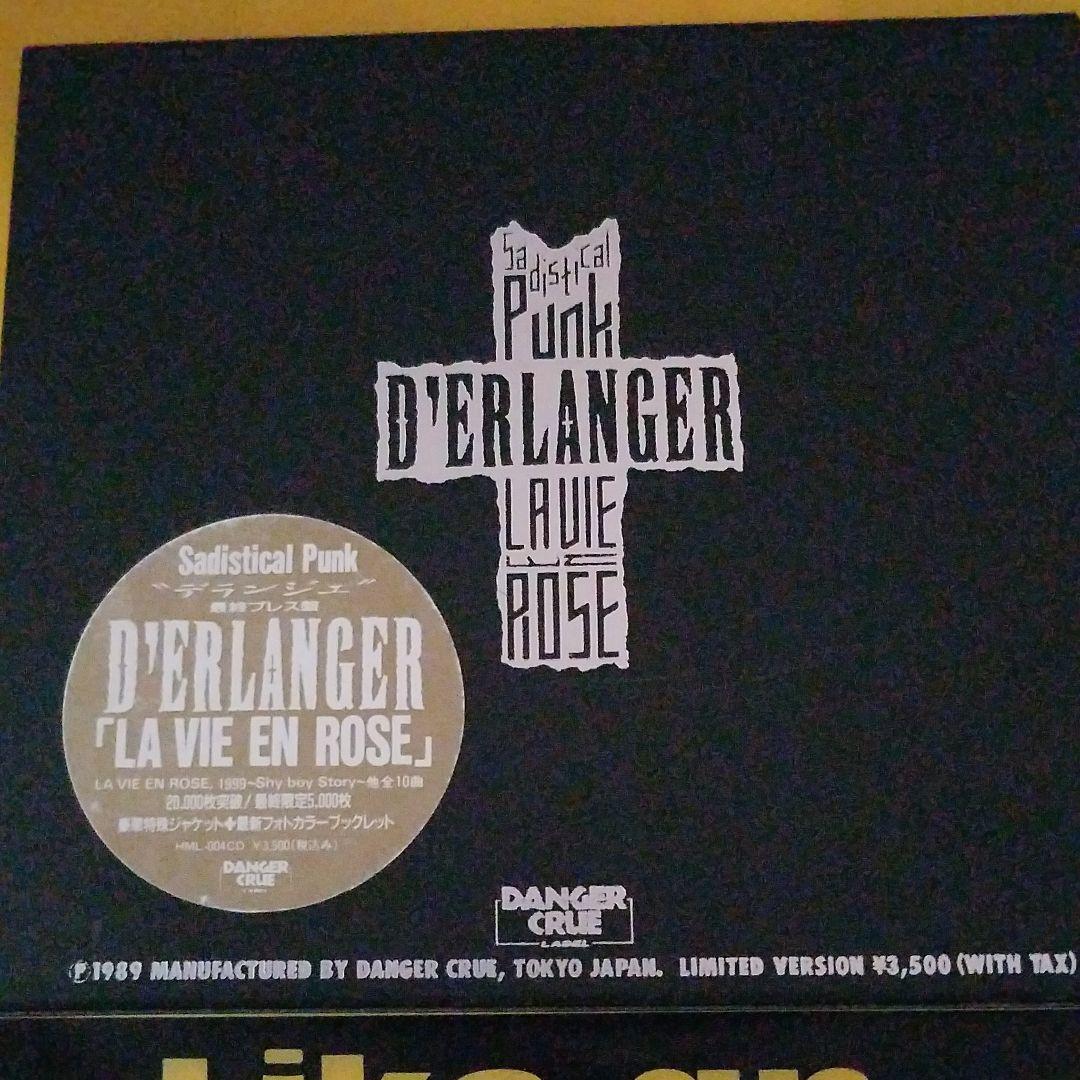 Sadistical
Punk
D'ERLANGER
LA VIE
EN
ROSE
Sadistical Punk
"デランジェ"
最終プレス盤
D'ERLANGER
「LA VIE EN ROSE」
LA VIE EN ROSE, 1999~Shy boy Story~他全10曲
20,000枚突破/最終限定5,000枚
豪華特殊ジャケット✚最新フォトカラーブックレット
HML-004CD ¥3,500(税込み)
DANGER
CRUE
DANGER
CRUE
LABEL
Ⓟ1989 MANUFACTURED BY DANGER CRUE, TOKYO JAPAN. LIMITED VERSION ¥3,500 (WITH TAX)
Like an